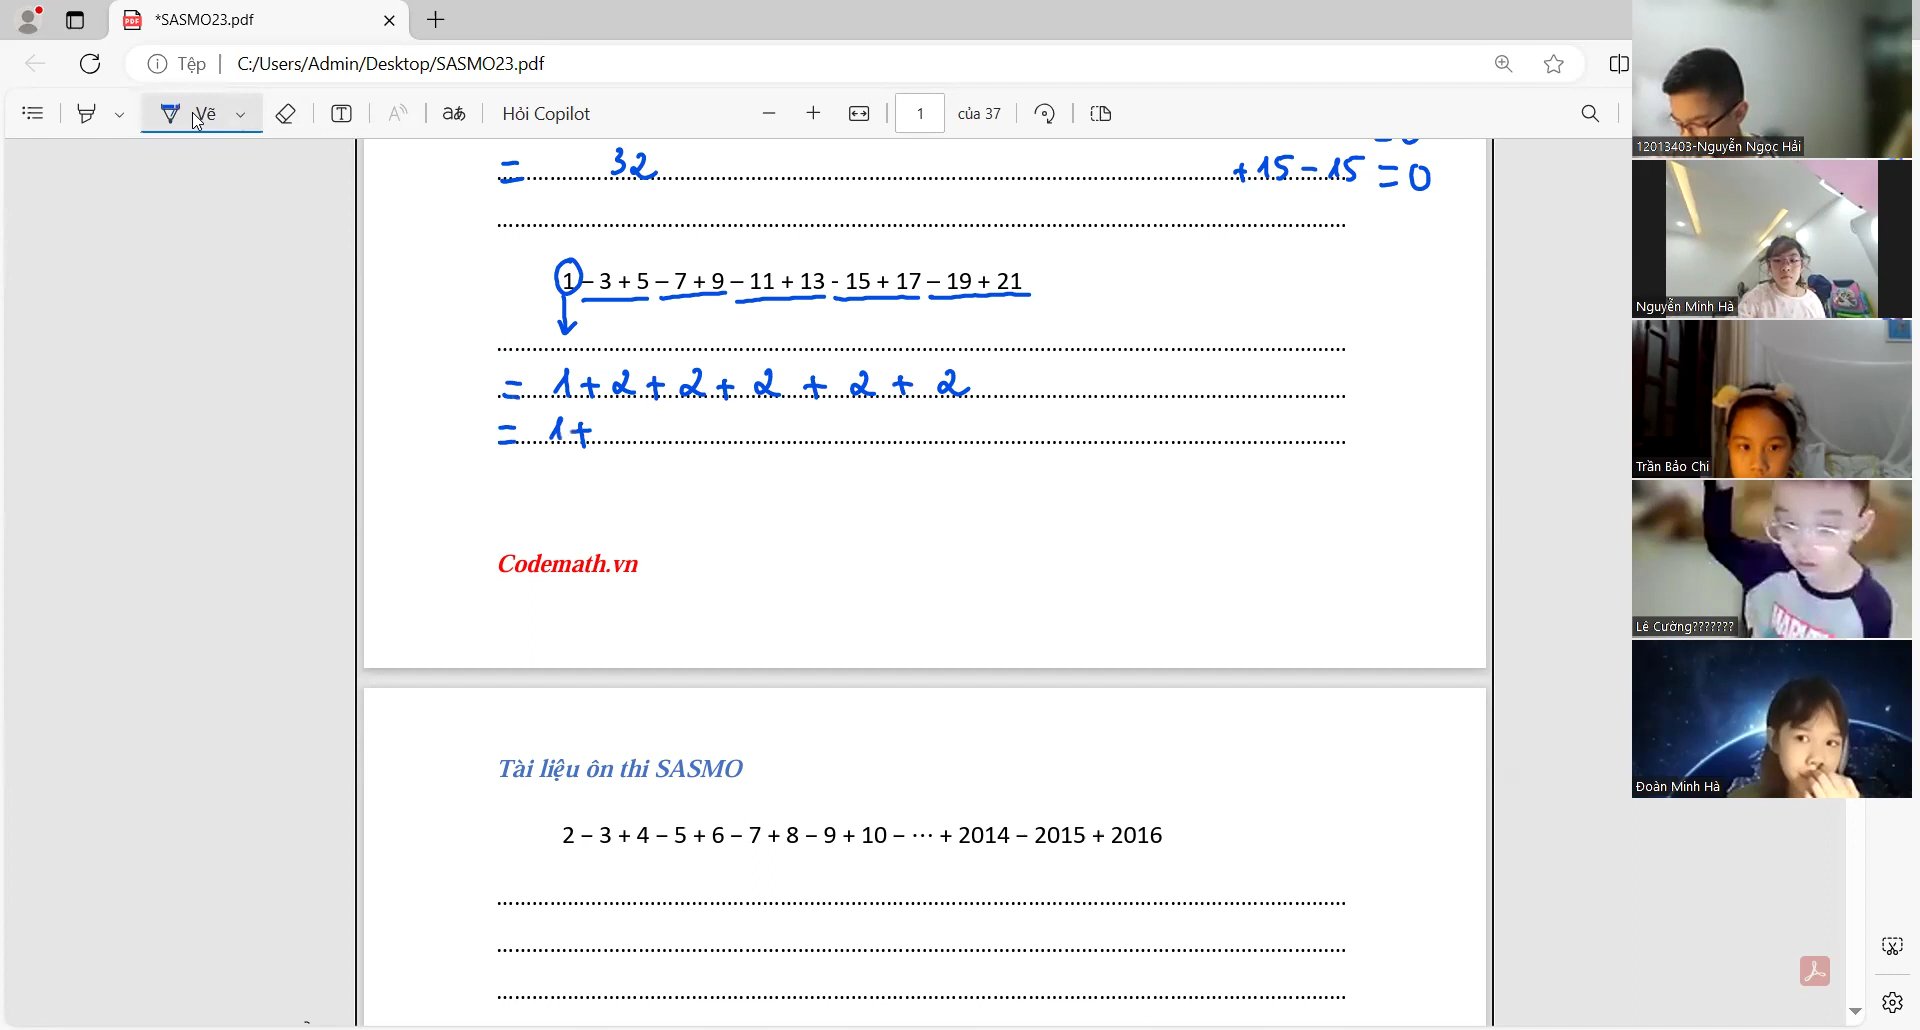 *SASMO23.pdf
Tệp C:/Users/Admin/Desktop/SASMO23.pdf
Vẽ Hỏi Copilot 1 của 37
= 32 + 15 - 15 = 0
1 – 3 + 5 – 7 + 9 – 11 + 13 - 15 + 17 – 19 + 21
= 1 + 2 + 2 + 2 + 2 + 2
= 1 +
Codemath.vn
Tài liệu ôn thi SASMO
2 – 3 + 4 – 5 + 6 – 7 + 8 – 9 + 10 – ⋯ + 2014 – 2015 + 2016
12013403-Nguyễn Ngọc Hải
Nguyễn Minh Hà
Trần Bảo Chi
Lê Cường???????
Đoàn Minh Hà